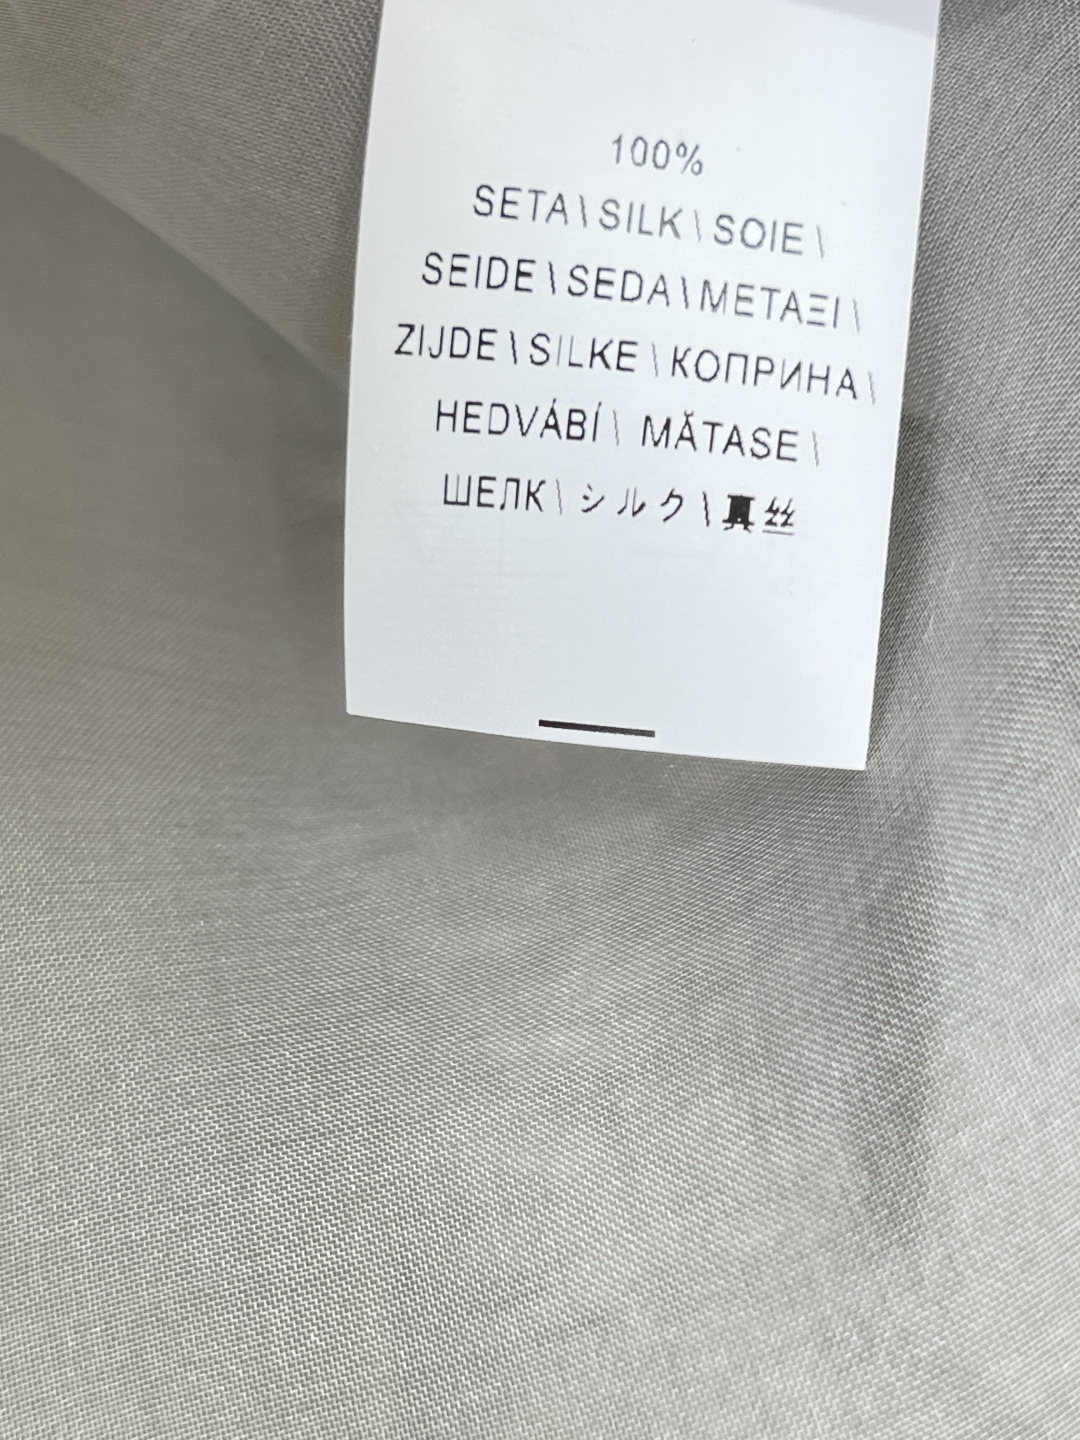 100%
SETA\SILK\SOIE\
SEIDE\SEDA\ΜΕΤΑΞΙ\
ZIJDE\SILKE\КОПРИНА\
HEDVÁBÍ\ MĂTASE\
ШЕЛК\シルク\真丝